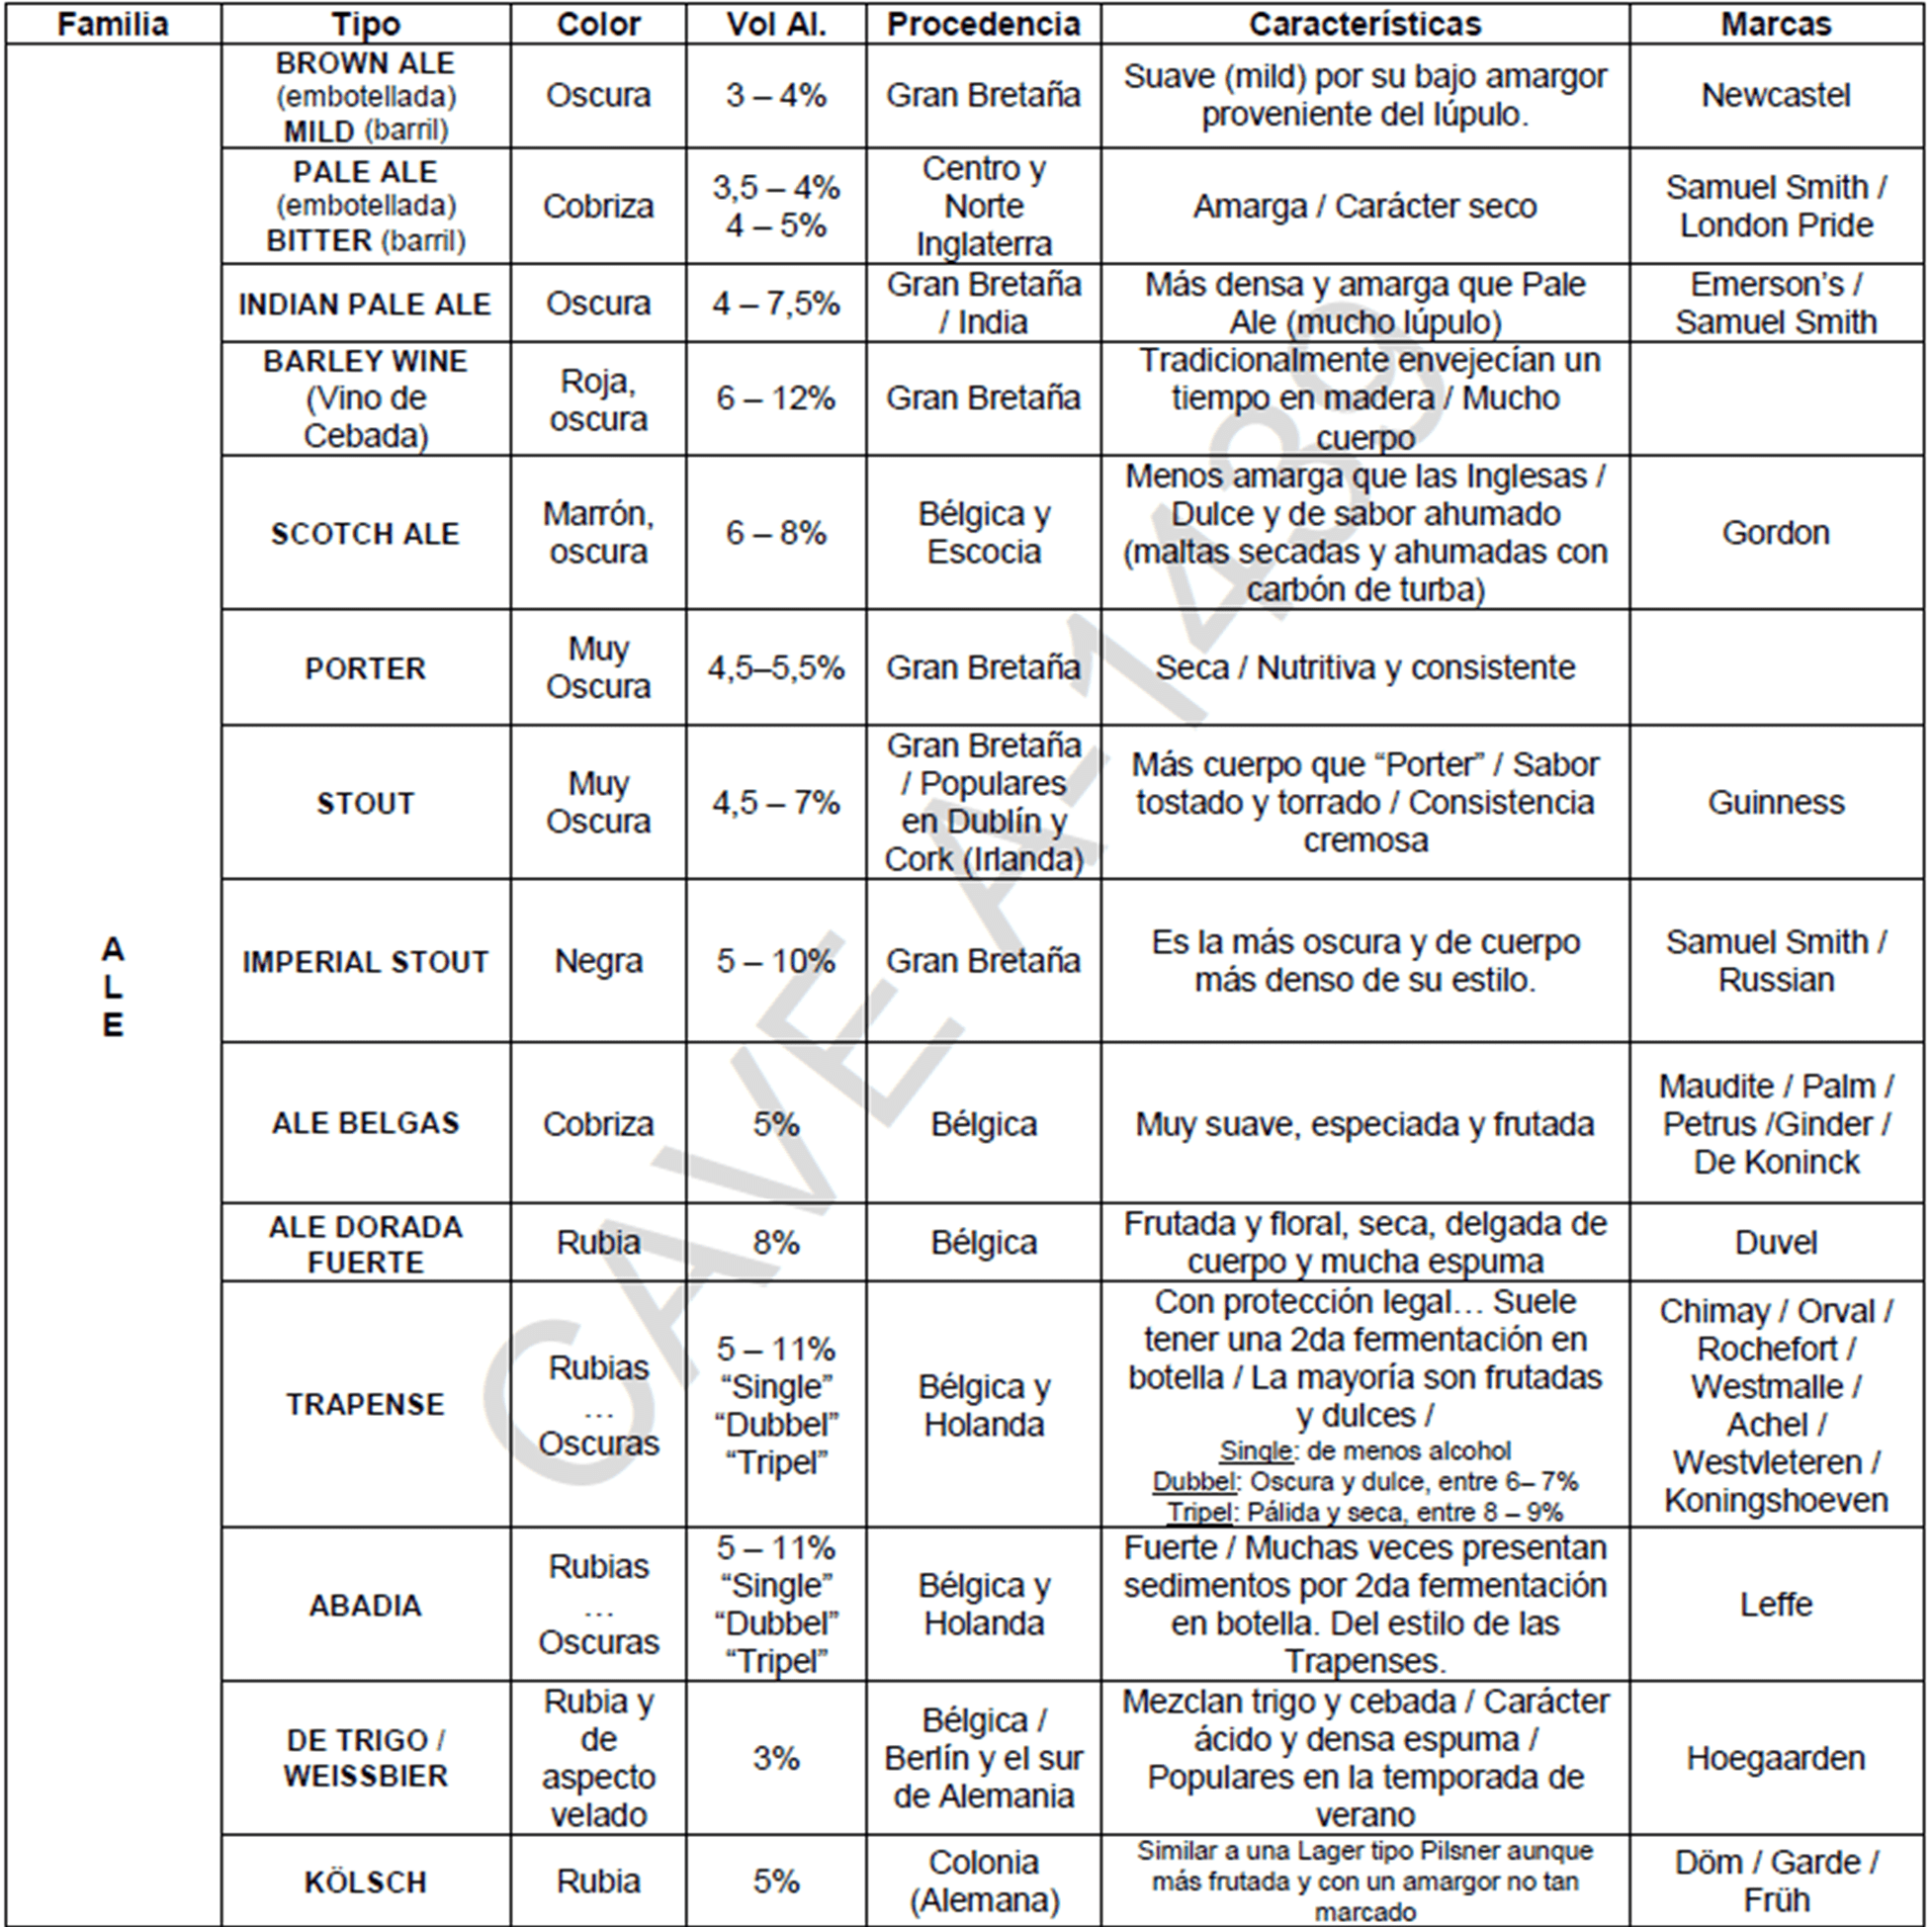 Familia Tipo Color Vol Al. Procedencia Características Marcas
A
L
E
BROWN ALE
(embotellada)
MILD (barril)
Oscura
3 – 4%
Gran Bretaña
Suave (mild) por su bajo amargor
proveniente del lúpulo.
Newcastel
PALE ALE
(embotellada)
BITTER (barril)
Cobriza
3,5 – 4%
4 – 5%
Centro y
Norte
Inglaterra
Amarga / Carácter seco
Samuel Smith /
London Pride
INDIAN PALE ALE
Oscura
4 – 7,5%
Gran Bretaña
/ India
Más densa y amarga que Pale
Ale (mucho lúpulo)
Emerson’s /
Samuel Smith
BARLEY WINE
(Vino de
Cebada)
Roja,
oscura
6 – 12%
Gran Bretaña
Tradicionalmente envejecían un
tiempo en madera / Mucho
cuerpo
SCOTCH ALE
Marrón,
oscura
6 – 8%
Bélgica y
Escocia
Menos amarga que las Inglesas /
Dulce y de sabor ahumado
(maltas secadas y ahumadas con
carbón de turba)
Gordon
PORTER
Muy
Oscura
4,5–5,5%
Gran Bretaña
Seca / Nutritiva y consistente
STOUT
Muy
Oscura
4,5 – 7%
Gran Bretaña
/ Populares
en Dublín y
Cork (Irlanda)
Más cuerpo que “Porter” / Sabor
tostado y torrado / Consistencia
cremosa
Guinness
IMPERIAL STOUT
Negra
5 – 10%
Gran Bretaña
Es la más oscura y de cuerpo
más denso de su estilo.
Samuel Smith /
Russian
ALE BELGAS
Cobriza
5%
Bélgica
Muy suave, especiada y frutada
Maudite / Palm /
Petrus /Ginder /
De Koninck
ALE DORADA
FUERTE
Rubia
8%
Bélgica
Frutada y floral, seca, delgada de
cuerpo y mucha espuma
Duvel
TRAPENSE
Rubias
…
Oscuras
5 – 11%
“Single”
“Dubbel”
“Tripel”
Bélgica y
Holanda
Con protección legal… Suele
tener una 2da fermentación en
botella / La mayoría son frutadas
y dulces /
Single: de menos alcohol
Dubbel: Oscura y dulce, entre 6– 7%
Tripel: Pálida y seca, entre 8 – 9%
Chimay / Orval /
Rochefort /
Westmalle /
Achel /
Westvleteren /
Koningshoeven
ABADIA
Rubias
…
Oscuras
5 – 11%
“Single”
“Dubbel”
“Tripel”
Bélgica y
Holanda
Fuerte / Muchas veces presentan
sedimentos por 2da fermentación
en botella. Del estilo de las
Trapenses.
Leffe
DE TRIGO /
WEISSBIER
Rubia y
de
aspecto
velado
3%
Bélgica /
Berlín y el sur
de Alemania
Mezclan trigo y cebada / Carácter
ácido y densa espuma /
Populares en la temporada de
verano
Hoegaarden
KÖLSCH
Rubia
5%
Colonia
(Alemana)
Similar a una Lager tipo Pilsner aunque
más frutada y con un amargor no tan
marcado
Döm / Garde /
Früh
CAVE A-1439